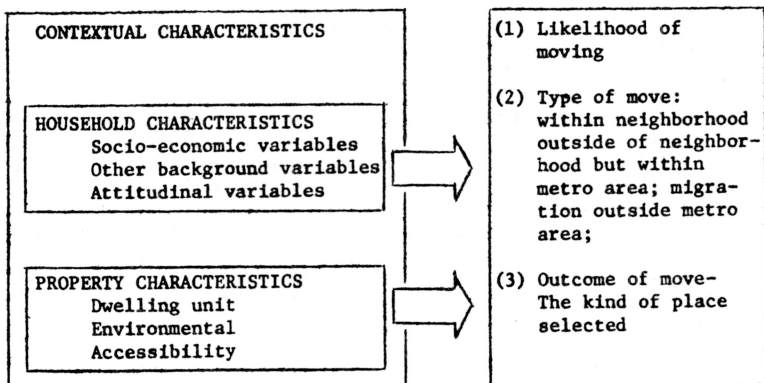 CONTEXTUAL CHARACTERISTICS
HOUSEHOLD CHARACTERISTICS
Socio-economic variables
Other background variables
Attitudinal variables
PROPERTY CHARACTERISTICS
Dwelling unit
Environmental
Accessibility
(1) Likelihood of
moving
(2) Type of move:
within neighborhood
outside of neighbor-
hood but within
metro area; migra-
tion outside metro
area;
(3) Outcome of move-
The kind of place
selected